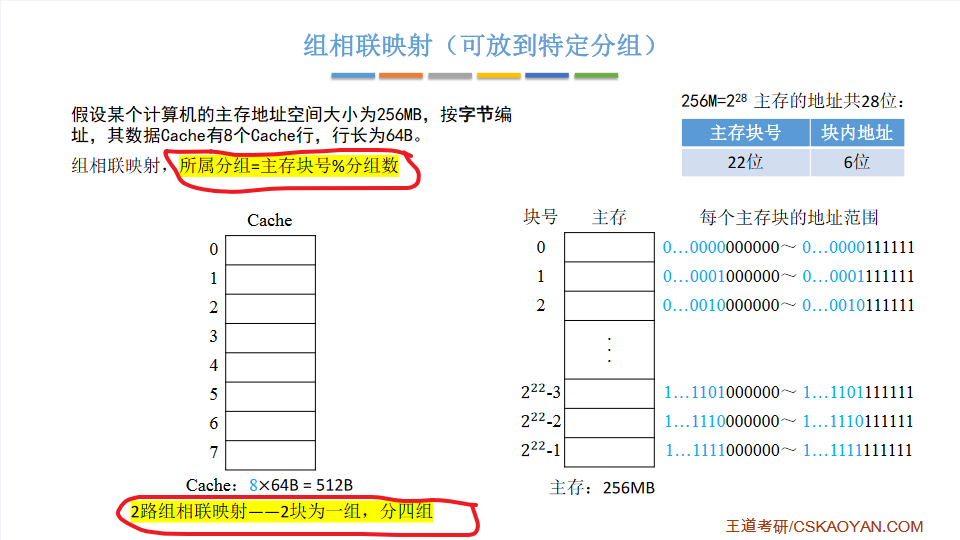 组相联映射（可放到特定分组）
假设某个计算机的主存地址空间大小为256MB，按字节编
址，其数据Cache有8个Cache行，行长为64B。
组相联映射，所属分组=主存块号%分组数
256M=2²⁸ 主存的地址共28位：
主存块号 块内地址
22位 6位
Cache
0
1
2
3
4
5
6
7
Cache：8×64B = 512B
2路组相联映射——2块为一组，分四组
块号 主存 每个主存块的地址范围
0 0…0000000000～ 0…0000111111
1 0…0001000000～ 0…0001111111
2 0…0010000000～ 0…0010111111
⋮
2²²-3 1…1101000000～ 1…1101111111
2²²-2 1…1110000000～ 1…1110111111
2²²-1 1…1111000000～ 1…1111111111
主存：256MB
王道考研/CSKAOYAN.COM